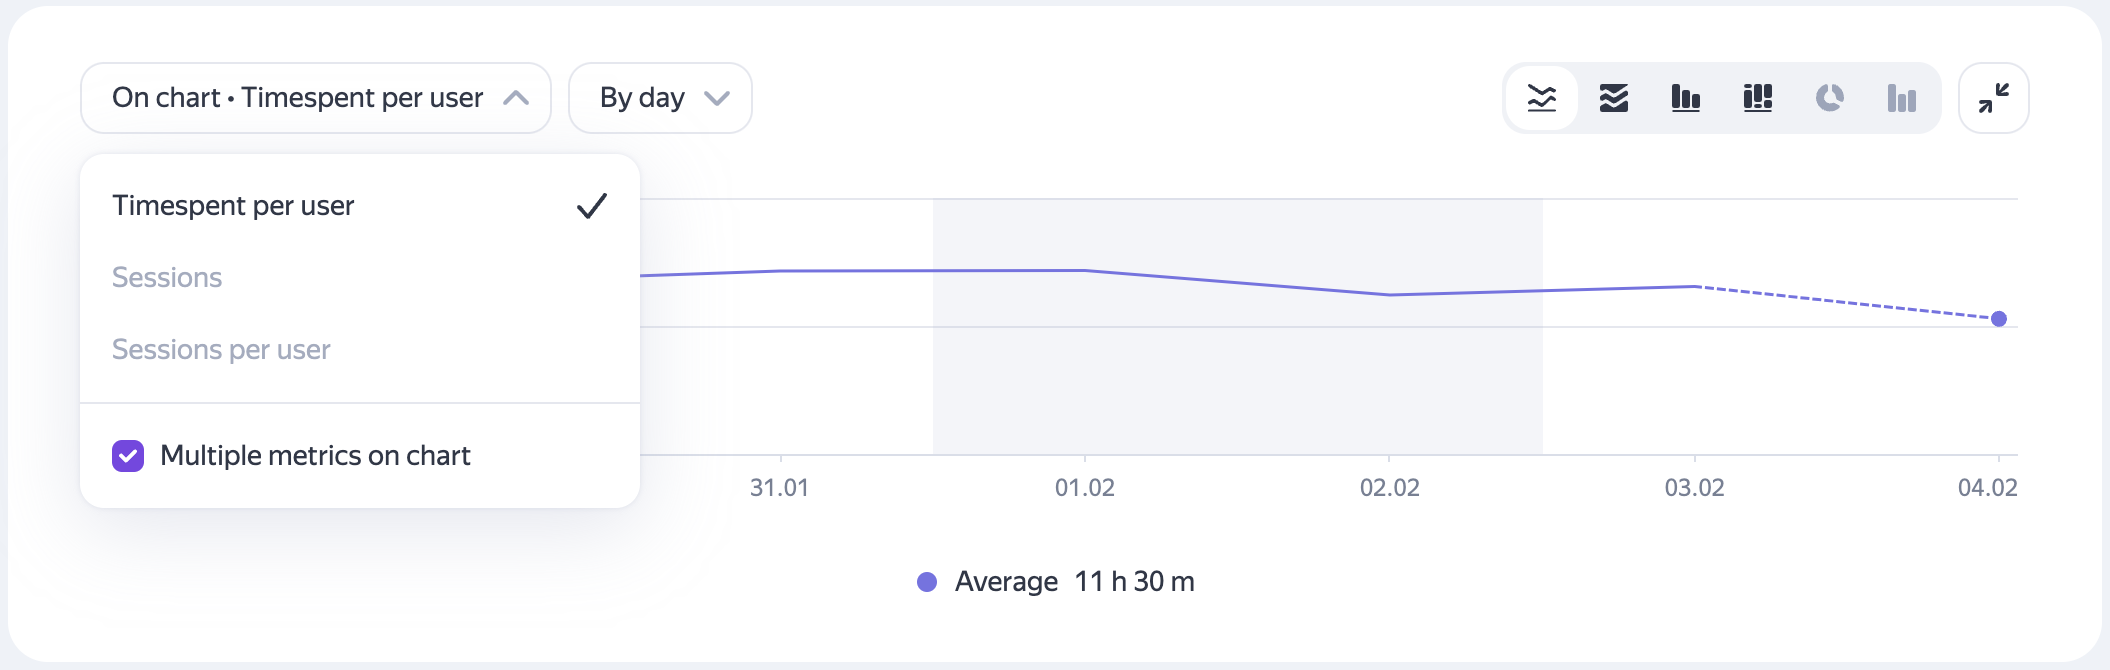 On chart • Timespent per user
By day
Timespent per user
Sessions
Sessions per user
Multiple metrics on chart
31.01
01.02
02.02
03.02
04.02
Average 11 h 30 m